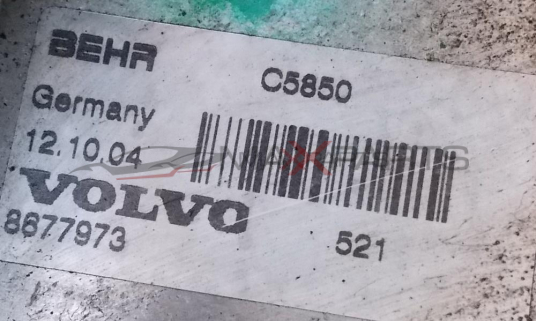 BEHR C5850
Germany
12.10.04
VOLVO
8677973 521